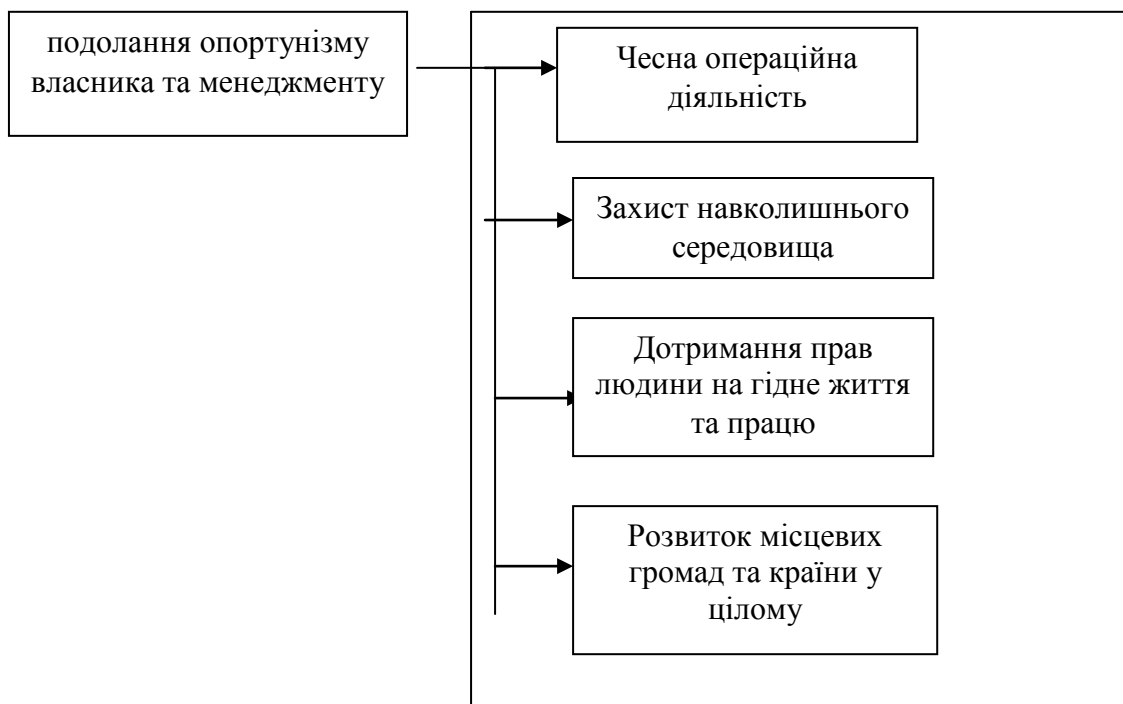 подолання опортунізму
власника та менеджменту
Чесна операційна
діяльність
Захист навколишнього
середовища
Дотримання прав
людини на гідне життя
та працю
Розвиток місцевих
громад та країни у
цілому